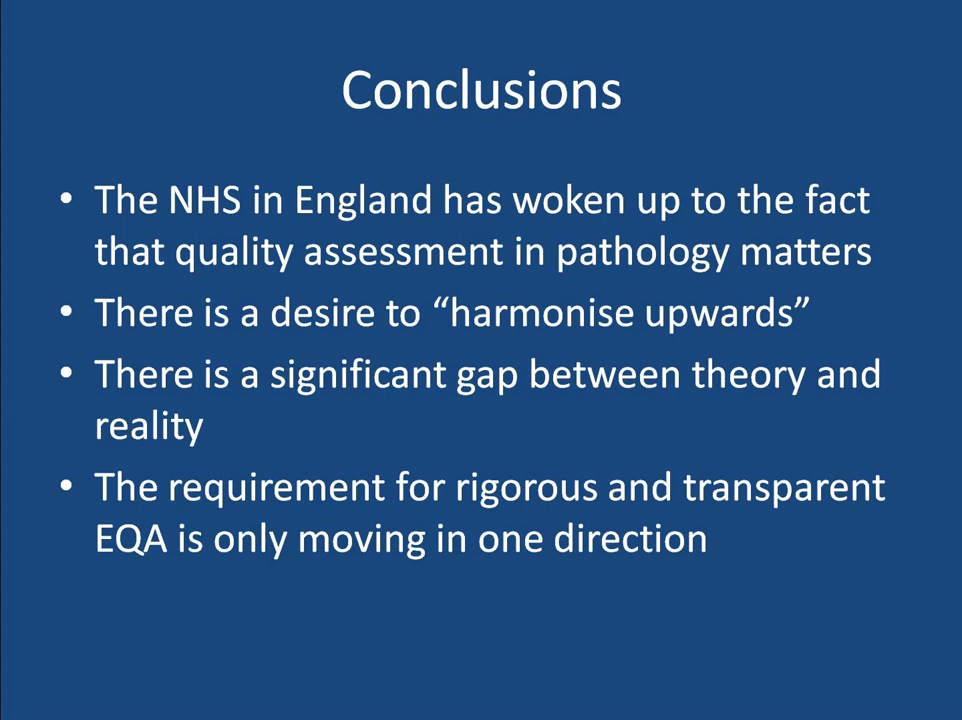 Conclusions
• The NHS in England has woken up to the fact
that quality assessment in pathology matters
• There is a desire to “harmonise upwards”
• There is a significant gap between theory and
reality
• The requirement for rigorous and transparent
EQA is only moving in one direction